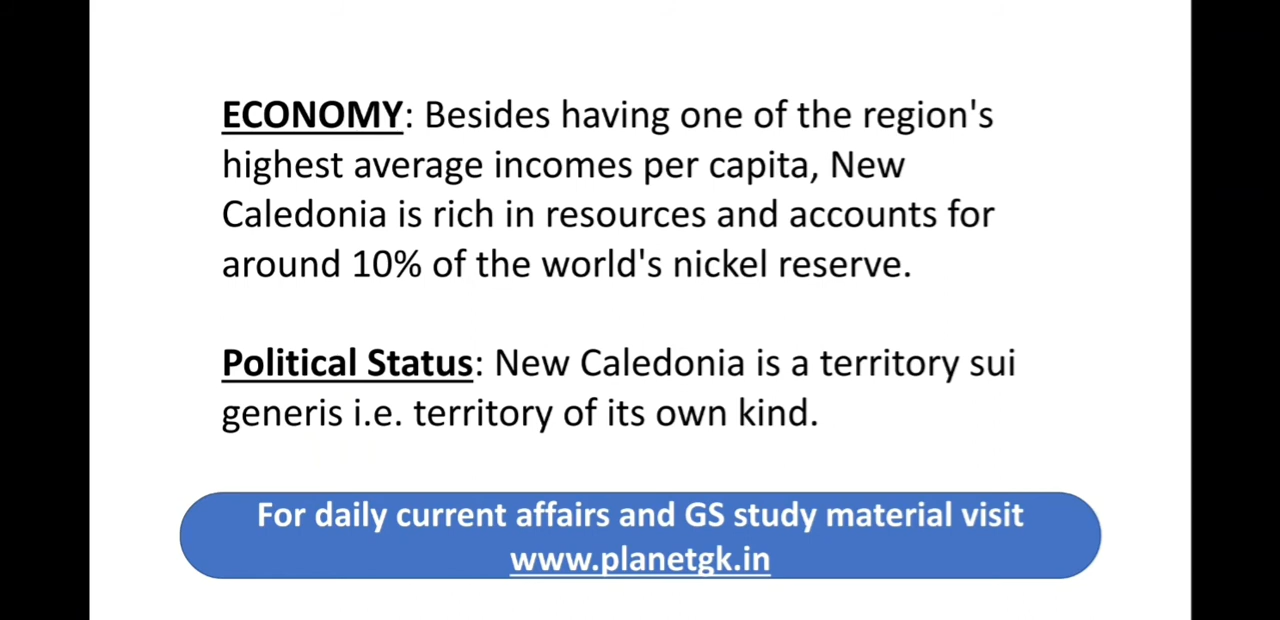 ECONOMY: Besides having one of the region's
highest average incomes per capita, New
Caledonia is rich in resources and accounts for
around 10% of the world's nickel reserve.
Political Status: New Caledonia is a territory sui
generis i.e. territory of its own kind.
For daily current affairs and GS study material visit
www.planetgk.in